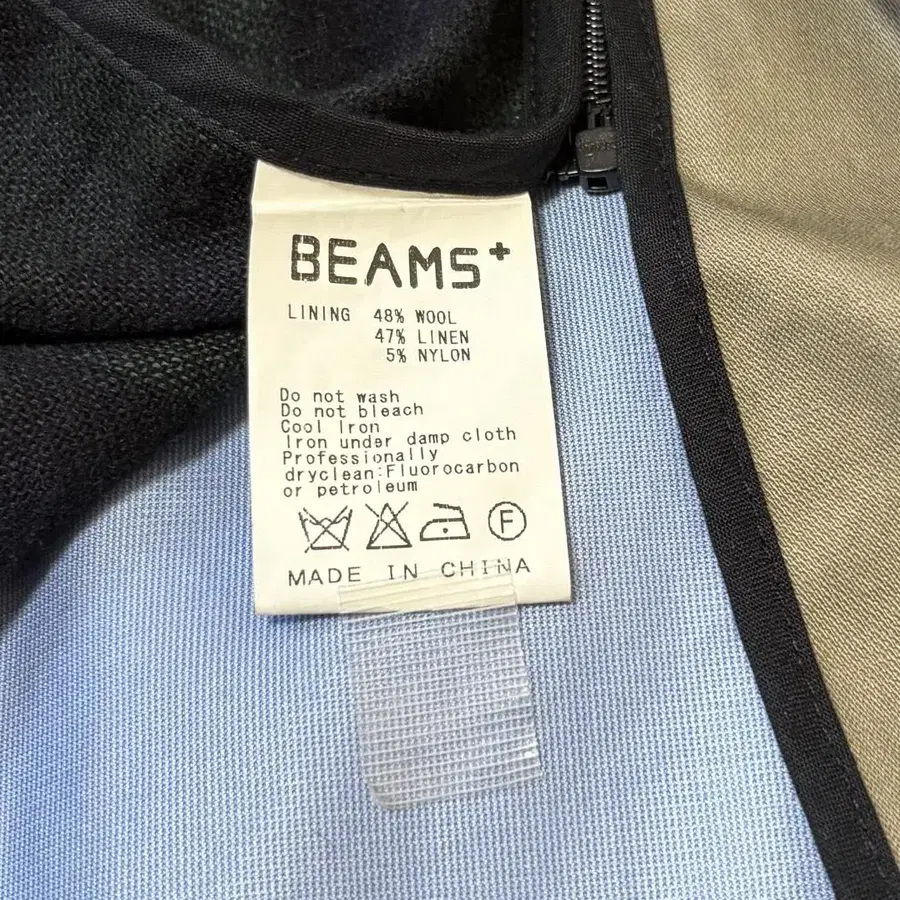 BEAMS+
LINING 48% WOOL
47% LINEN
5% NYLON
Do not wash
Do not bleach
Cool Iron
Iron under damp cloth
Professionally
dryclean:Fluorocarbon
or petroleum
F
MADE IN CHINA